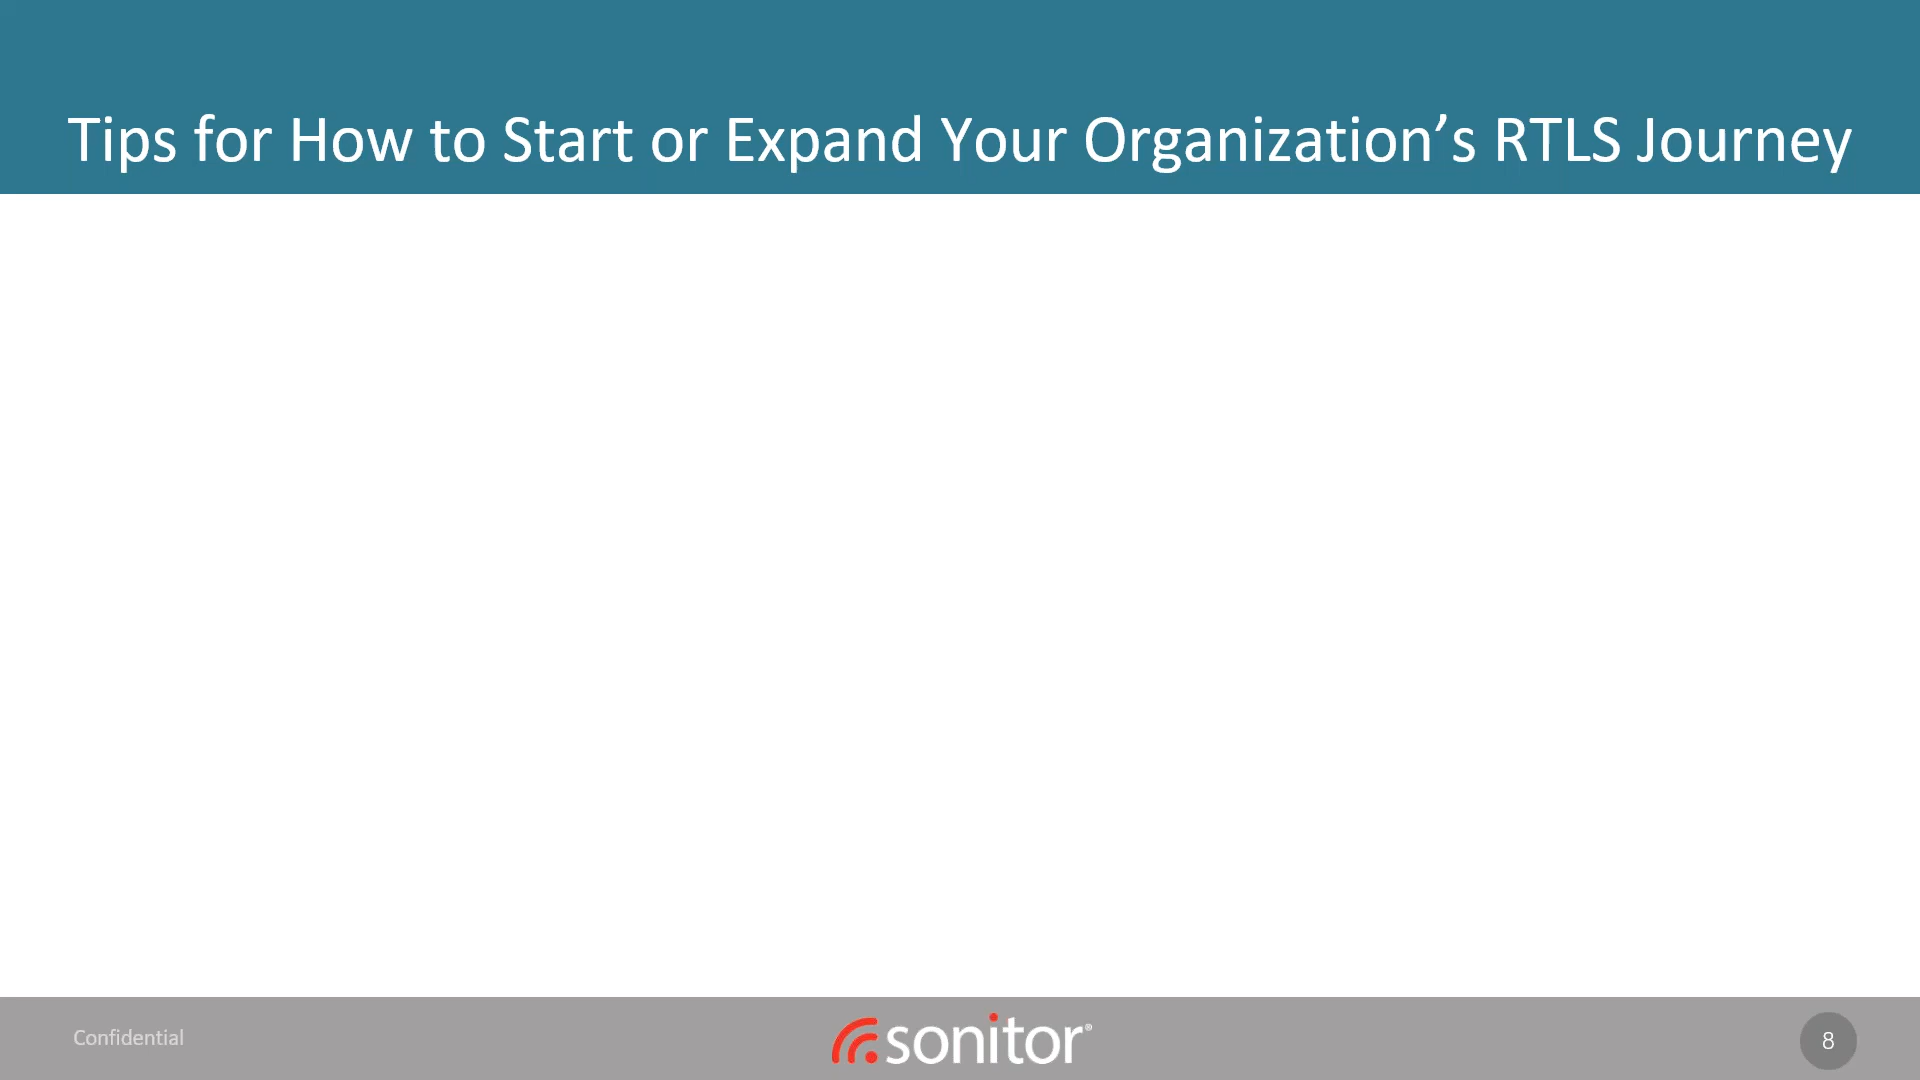 Tips for How to Start or Expand Your Organization’s RTLS Journey
Confidential
sonitor®
8